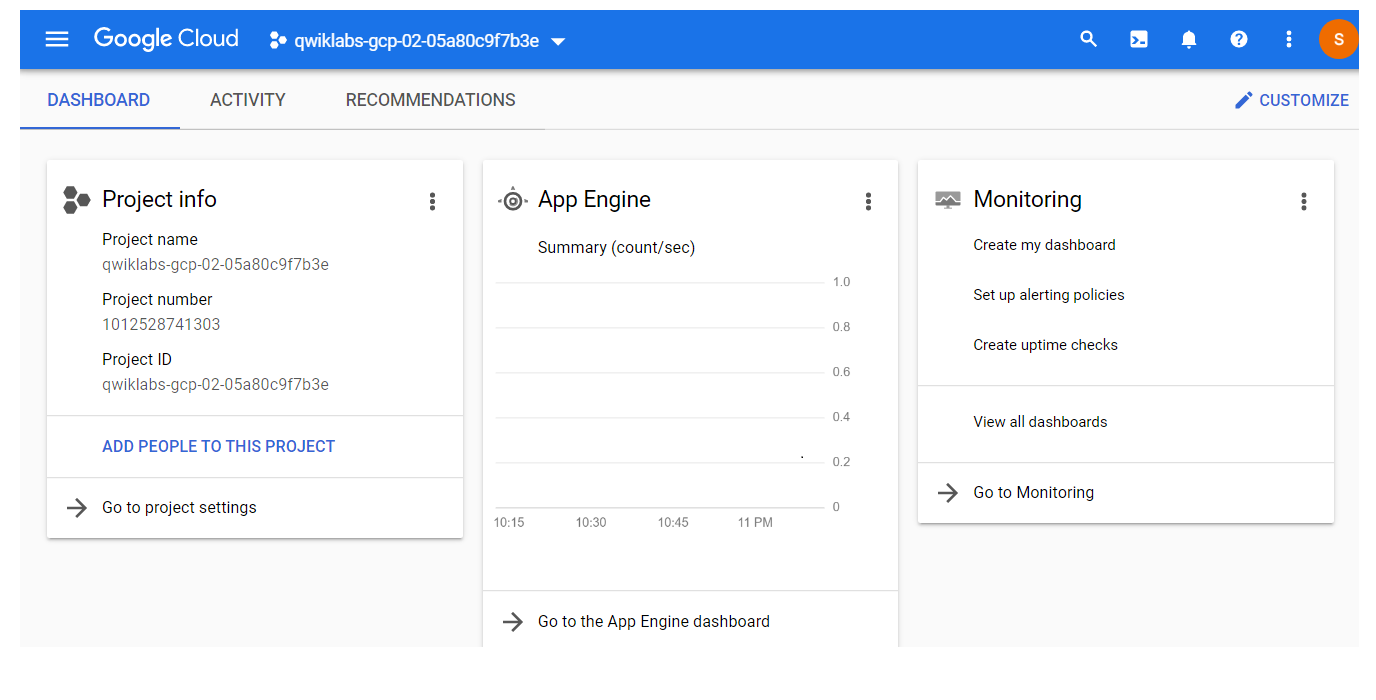 Google Cloud
qwiklabs-gcp-02-05a80c9f7b3e
S
DASHBOARD
ACTIVITY
RECOMMENDATIONS
CUSTOMIZE
Project info
Project name
qwiklabs-gcp-02-05a80c9f7b3e
Project number
1012528741303
Project ID
qwiklabs-gcp-02-05a80c9f7b3e
ADD PEOPLE TO THIS PROJECT
Go to project settings
App Engine
Summary (count/sec)
1.0
0.8
0.6
0.4
0.2
0
10:15
10:30
10:45
11 PM
Go to the App Engine dashboard
Monitoring
Create my dashboard
Set up alerting policies
Create uptime checks
View all dashboards
Go to Monitoring